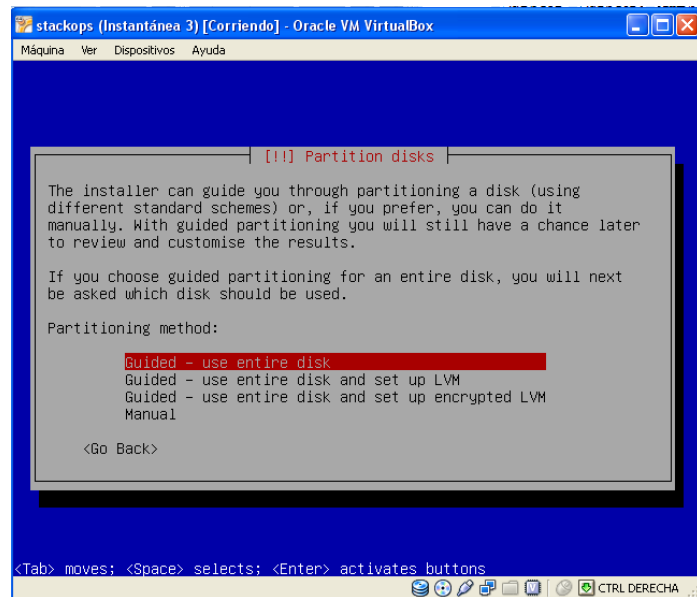 stackops (Instantánea 3) [Corriendo] - Oracle VM VirtualBox
Máquina Ver Dispositivos Ayuda
[!!] Partition disks
The installer can guide you through partitioning a disk (using
different standard schemes) or, if you prefer, you can do it
manually. With guided partitioning you will still have a chance later
to review and customise the results.
If you choose guided partitioning for an entire disk, you will next
be asked which disk should be used.
Partitioning method:
Guided - use entire disk
Guided - use entire disk and set up LVM
Guided - use entire disk and set up encrypted LVM
Manual
<Go Back>
<Tab> moves; <Space> selects; <Enter> activates buttons
CTRL DERECHA